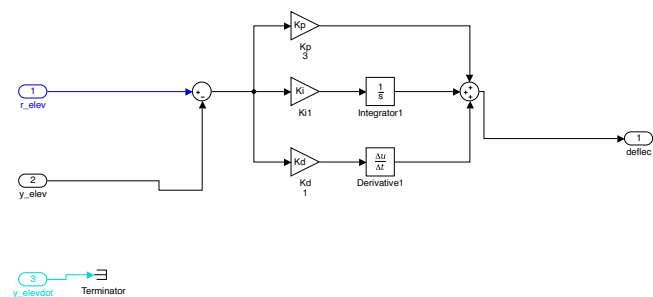 Kp
Kp
3
1
r_elev
+
−
Ki
Ki1
1
s
Integrator1
+
+
+
1
deflec
Kd
Kd
1
Δu
Δt
Derivative1
2
y_elev
3
y_elevdot
Terminator